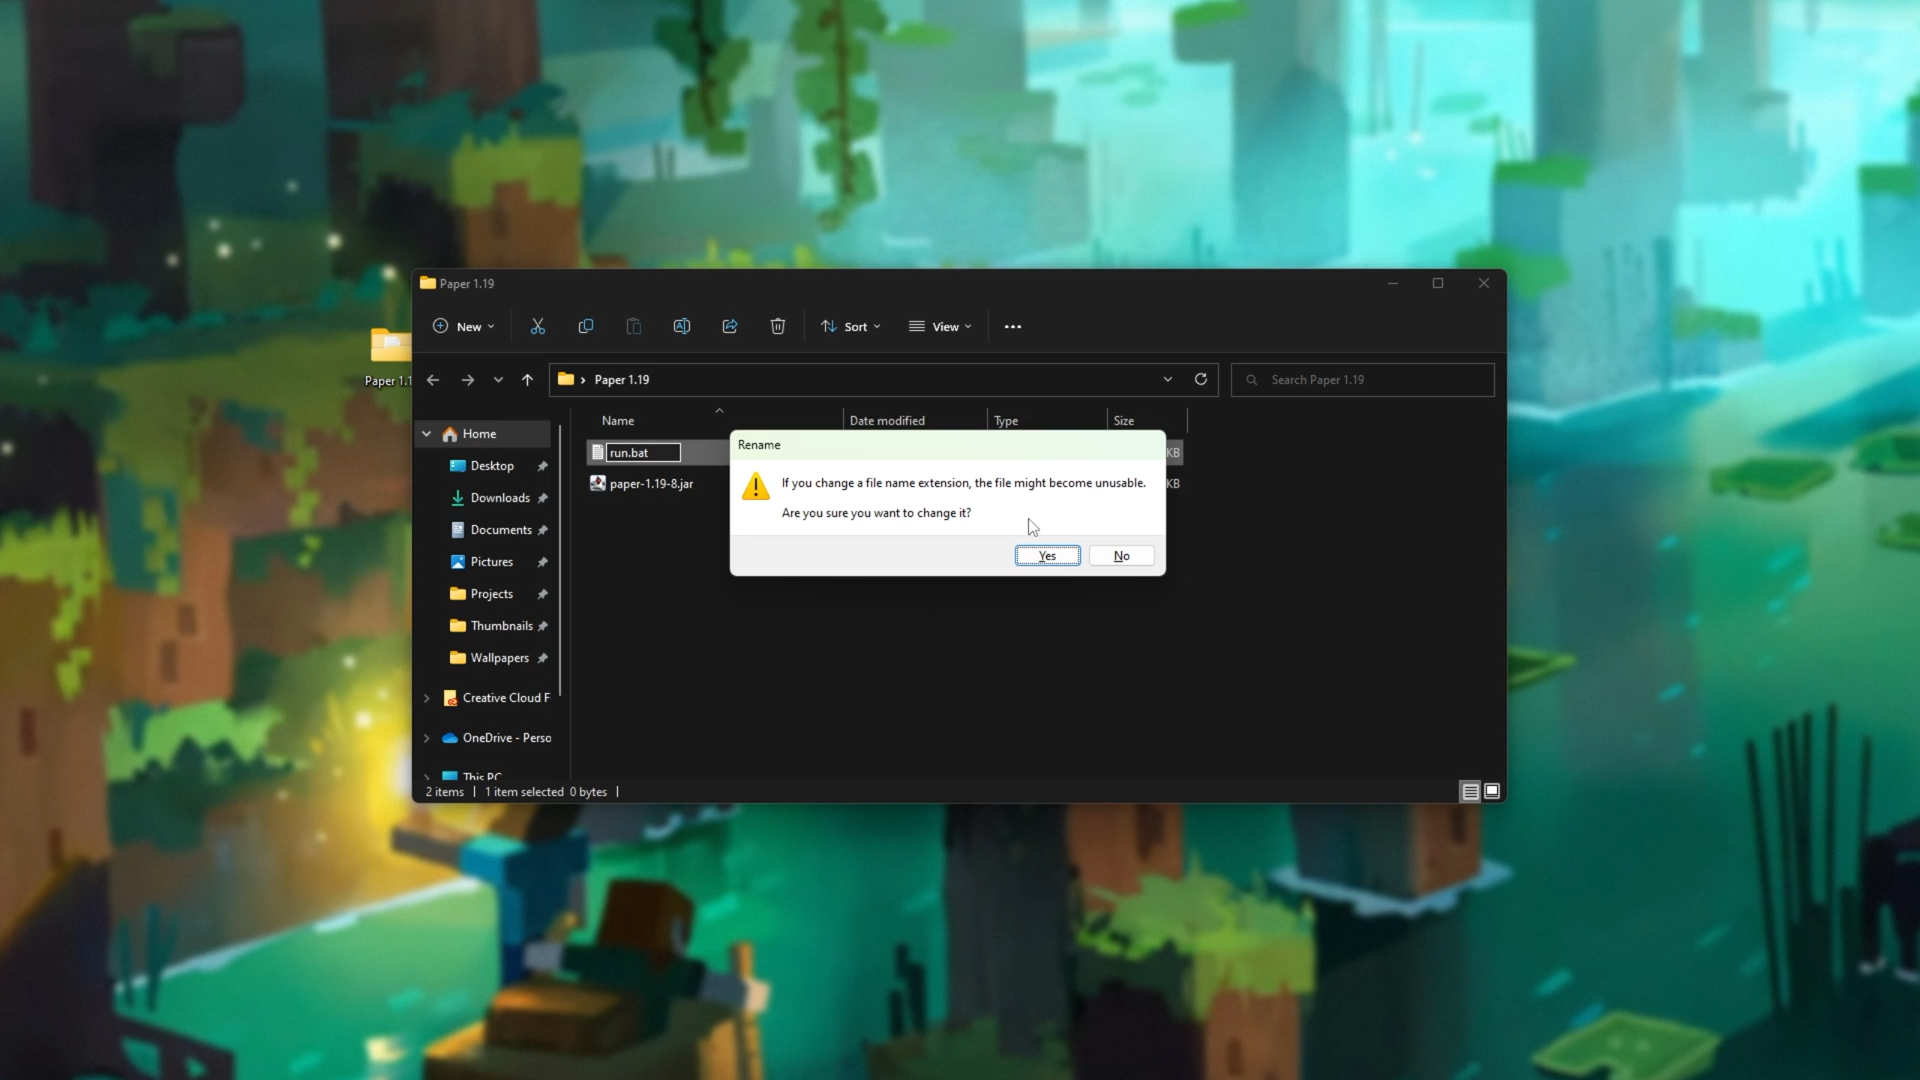 Paper 1.19
New
Sort
View
Paper 1.1
Paper 1.19
Search Paper 1.19
Name
Date modified
Type
Size
Home
Desktop
Downloads
Documents
Pictures
Projects
Thumbnails
Wallpapers
Creative Cloud F
OneDrive - Perso
This PC
run.bat
KB
paper-1.19-8.jar
KB
Rename
If you change a file name extension, the file might become unusable.
Are you sure you want to change it?
Yes
No
2 items | 1 item selected 0 bytes |